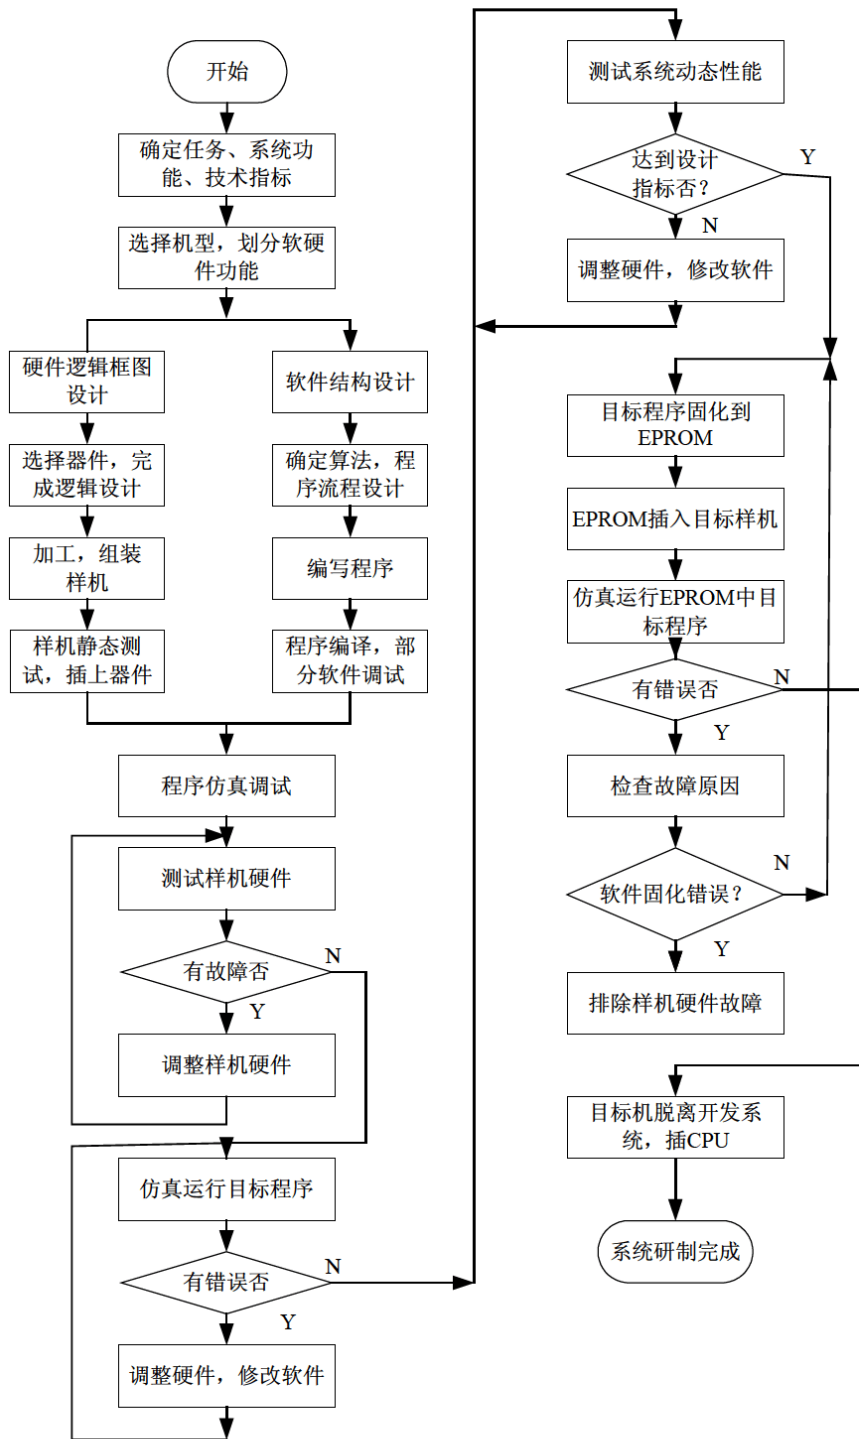 开始
确定任务、系统功
能、技术指标
选择机型，划分软硬
件功能
硬件逻辑框图
设计
选择器件，完
成逻辑设计
加工，组装
样机
样机静态测
试，插上器件
软件结构设计
确定算法，程
序流程设计
编写程序
程序编译，部
分软件调试
程序仿真调试
测试样机硬件
有故障否
N
Y
调整样机硬件
仿真运行目标程序
有错误否
N
Y
调整硬件，修改软件
测试系统动态性能
达到设计
指标否？
Y
N
调整硬件，修改软件
目标程序固化到
EPROM
EPROM插入目标样机
仿真运行EPROM中目
标程序
有错误否
N
Y
检查故障原因
软件固化错误？
N
Y
排除样机硬件故障
目标机脱离开发系
统，插CPU
系统研制完成